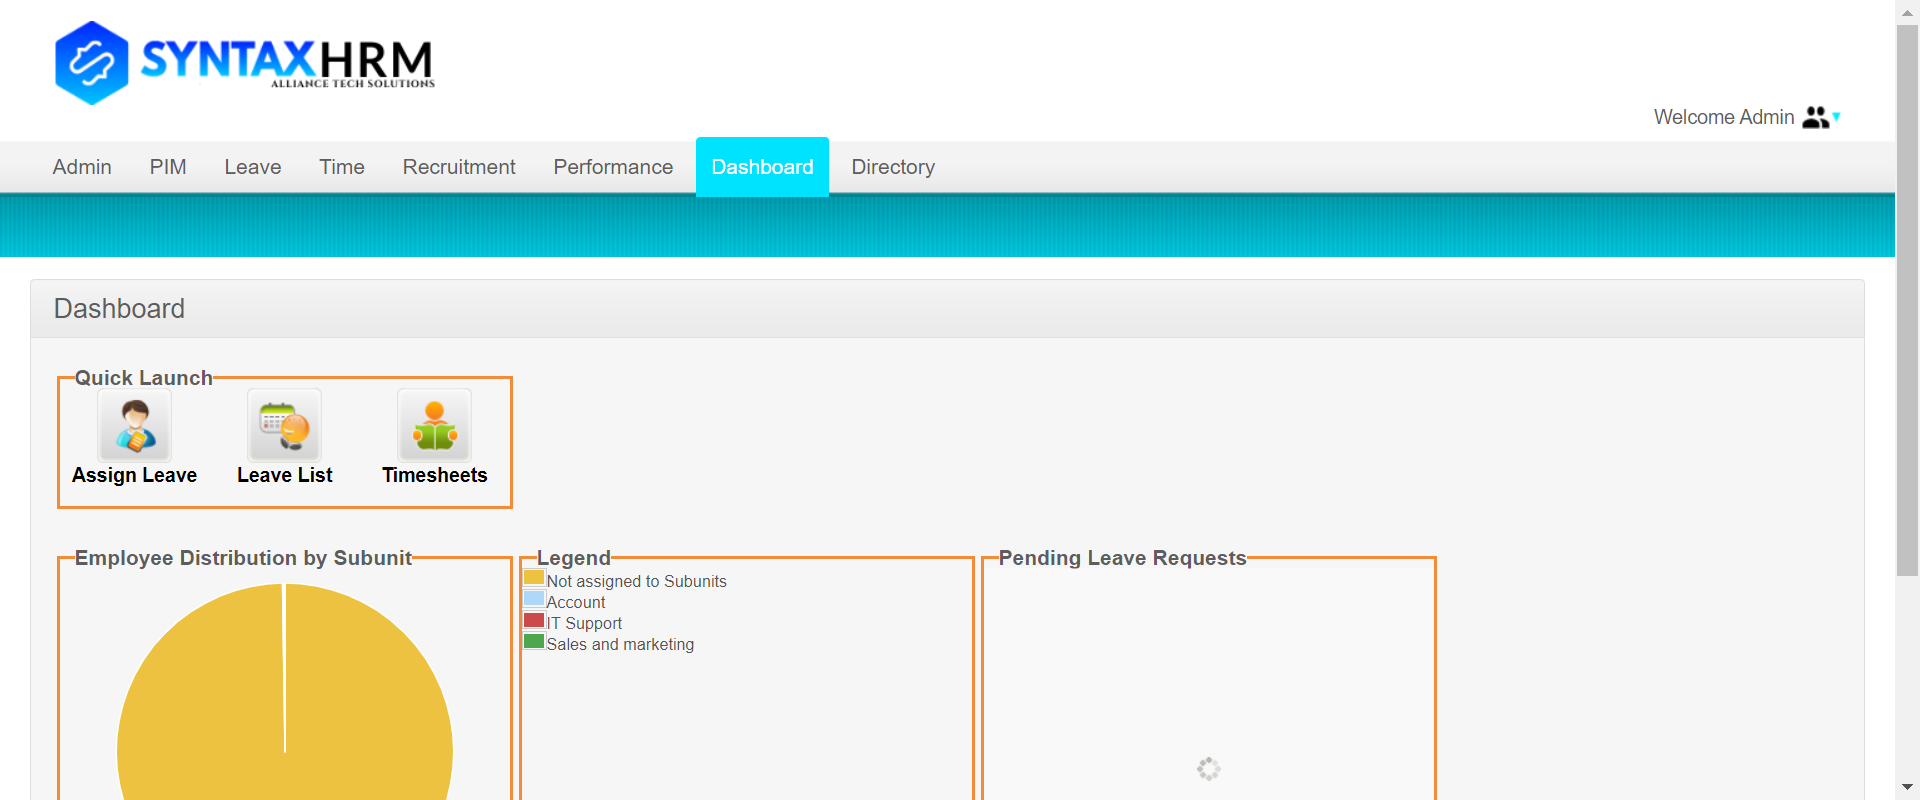 SYNTAXHRM
ALLIANCE TECH SOLUTIONS
Welcome Admin
Admin PIM Leave Time Recruitment Performance Dashboard Directory
Dashboard
Quick Launch
Assign Leave Leave List Timesheets
Employee Distribution by Subunit
Legend
Not assigned to Subunits
Account
IT Support
Sales and marketing
Pending Leave Requests